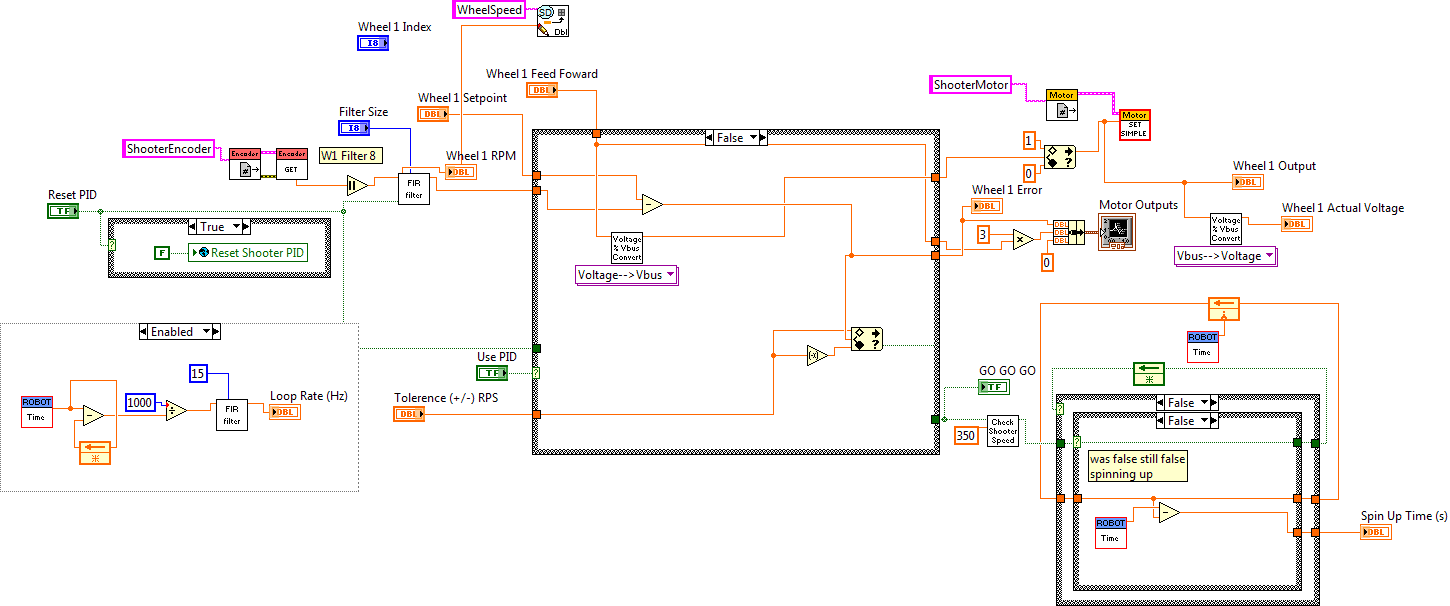 WheelSpeed
SD
Dbl
Wheel 1 Index
I8
Wheel 1 Feed Foward
DBL
Wheel 1 Setpoint
DBL
Filter Size
I8
ShooterEncoder
Encoder
#
Encoder
GET
W1 Filter 8
Wheel 1 RPM
DBL
FIR
filter
Reset PID
TF
True
?
F
Reset Shooter PID
Enabled
ROBOT
Time
1000
15
FIR
filter
Loop Rate (Hz)
DBL
False
Voltage
% Vbus
Convert
Voltage-->Vbus
?
|x|
Use PID
TF
?
Tolerence (+/-) RPS
DBL
ShooterMotor
Motor
#
Motor
SET
SIMPLE
1
?
0
Wheel 1 Output
DBL
Wheel 1 Error
DBL
Motor Outputs
3
DBL
DBL
DBL
0
Voltage
% Vbus
Convert
Vbus-->Voltage
Wheel 1 Actual Voltage
DBL
ROBOT
Time
GO GO GO
TF
350
Check
Shooter
Speed
False
?
False
?
was false still false
spinning up
ROBOT
Time
Spin Up Time (s)
DBL